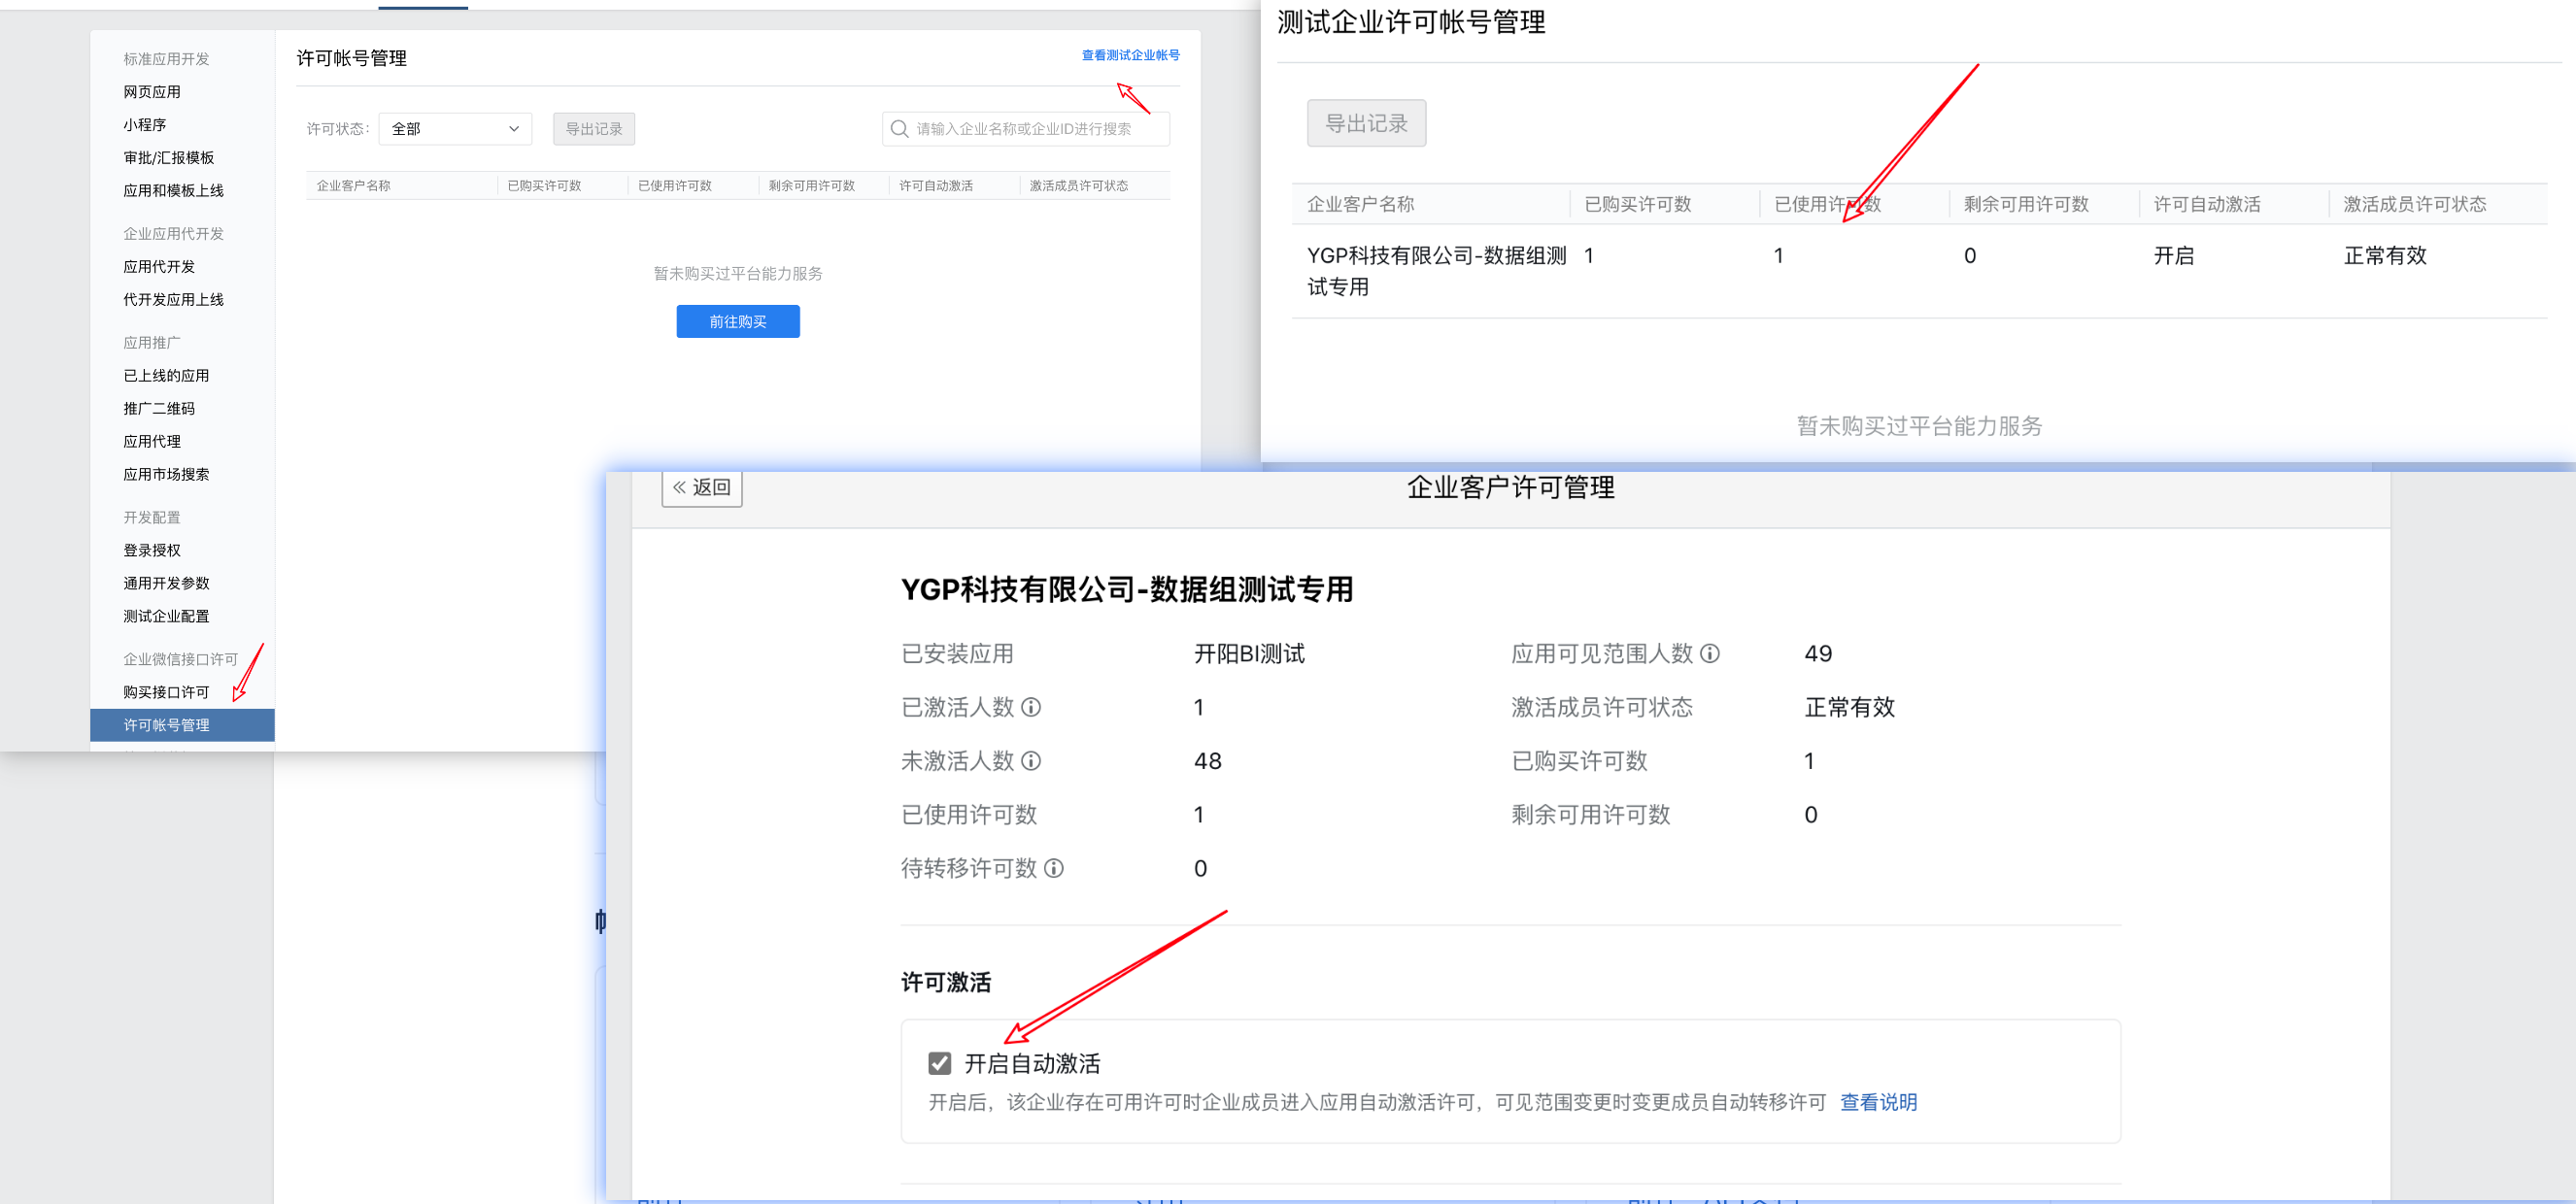 标准应用开发
网页应用
小程序
审批/汇报模板
应用和模板上线
企业应用代开发
应用代开发
代开发应用上线
应用推广
已上线的应用
推广二维码
应用代理
应用市场搜索
开发配置
登录授权
通用开发参数
测试企业配置
企业微信接口许可
购买接口许可
许可帐号管理
许可帐号管理
查看测试企业帐号
许可状态：
全部
导出记录
请输入企业名称或企业ID进行搜索
企业客户名称 已购买许可数 已使用许可数 剩余可用许可数 许可自动激活 激活成员许可状态
暂未购买过平台能力服务
前往购买
测试企业许可帐号管理
导出记录
企业客户名称 已购买许可数 已使用许可数 剩余可用许可数 许可自动激活 激活成员许可状态
YGP科技有限公司-数据组测 1 1 0 开启 正常有效
试专用
暂未购买过平台能力服务
« 返回
企业客户许可管理
YGP科技有限公司-数据组测试专用
已安装应用 开阳BI测试 应用可见范围人数 49
已激活人数 1 激活成员许可状态 正常有效
未激活人数 48 已购买许可数 1
已使用许可数 1 剩余可用许可数 0
待转移许可数 0
许可激活
开启自动激活
开启后，该企业存在可用许可时企业成员进入应用自动激活许可，可见范围变更时变更成员自动转移许可 查看说明